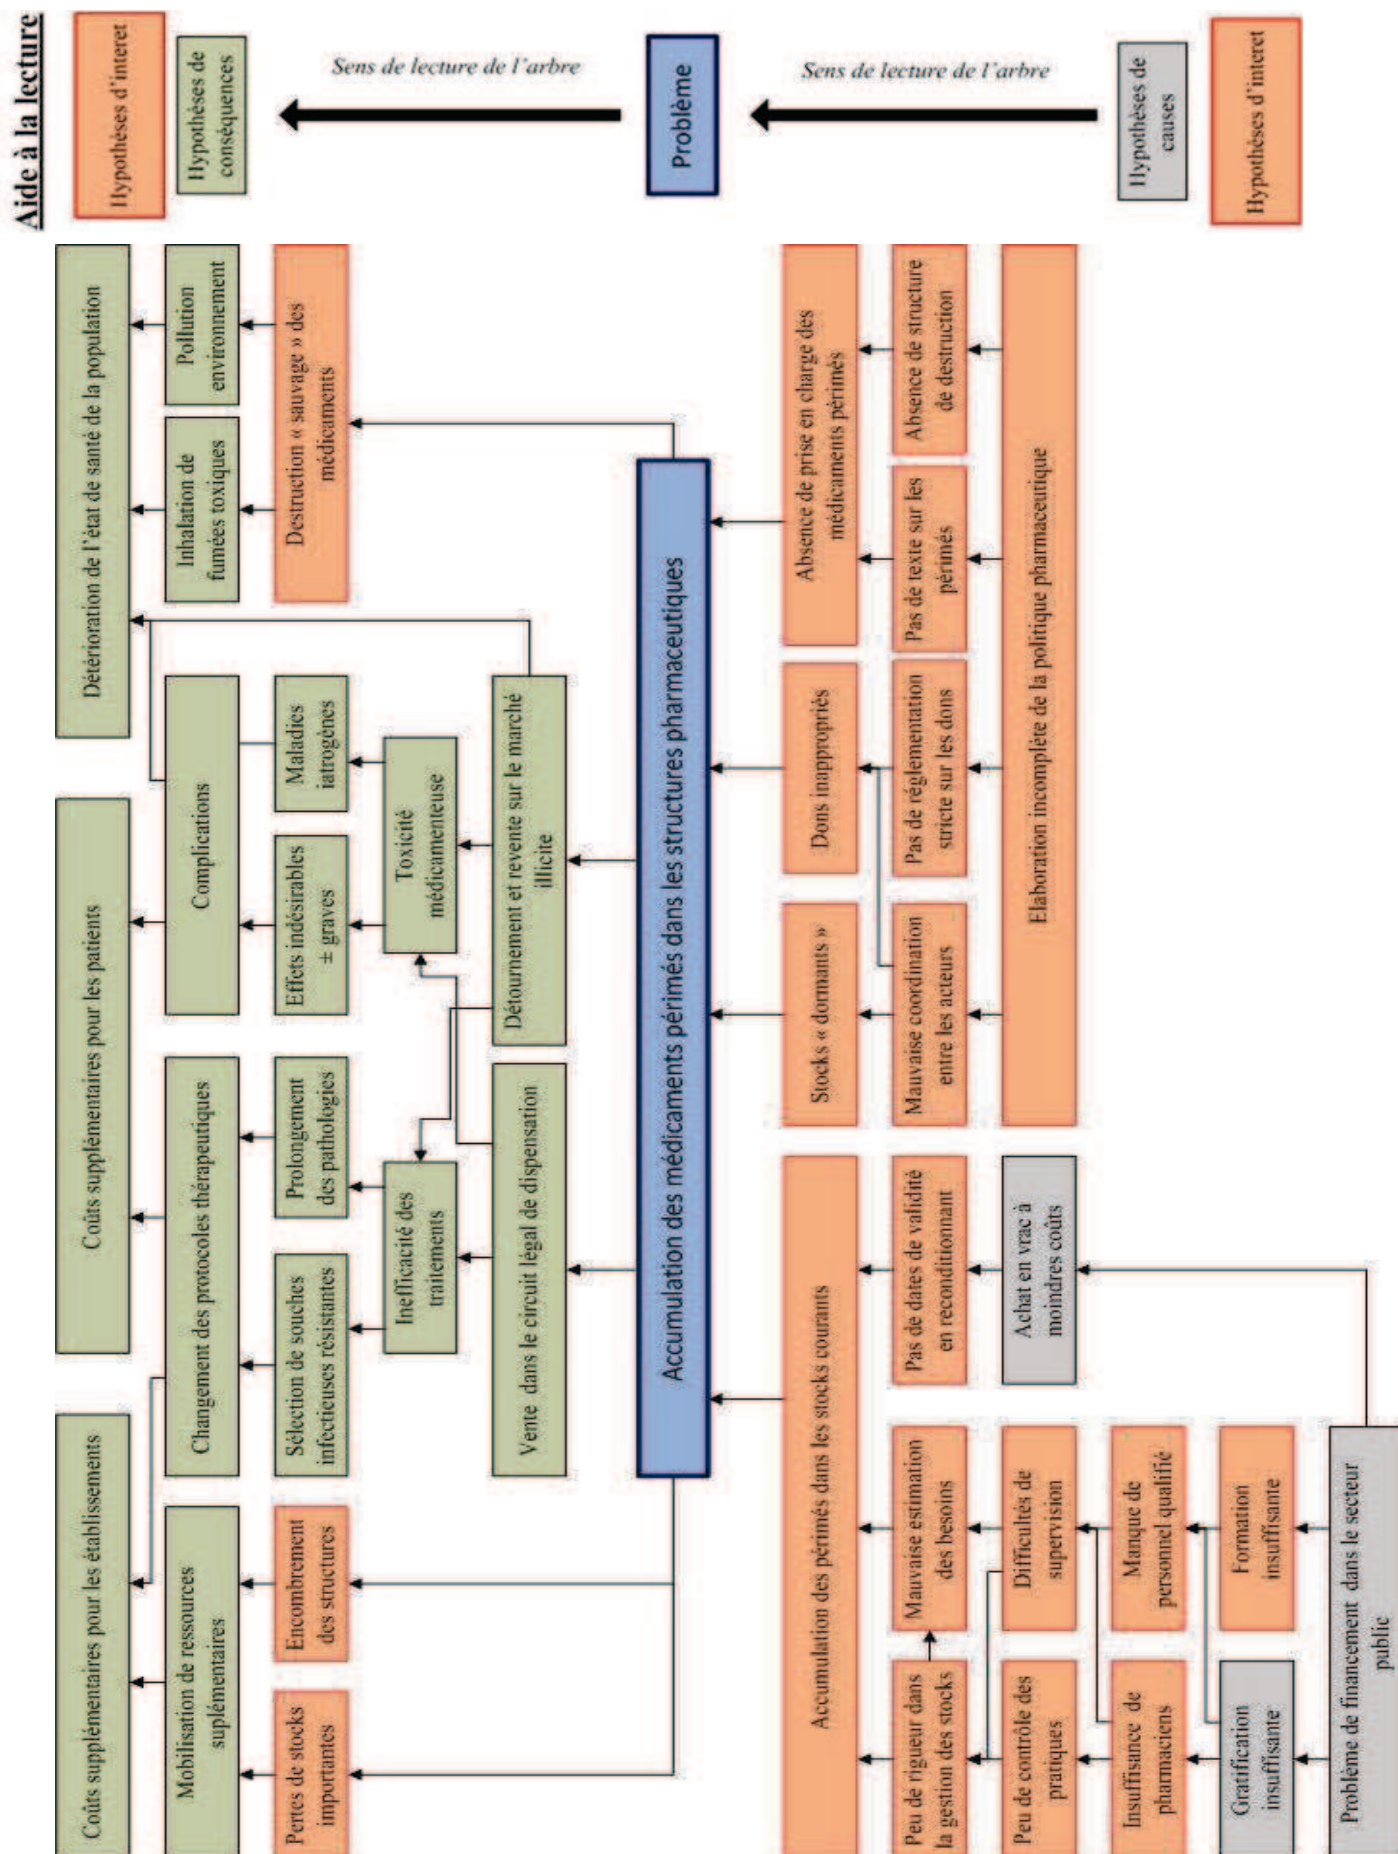 Coûts supplémentaires pour les établissements
Coûts supplémentaires pour les patients
Détérioration de l'état de santé de la population
Mobilisation de ressources
suplémentaires
Changement des protocoles thérapeutiques
Complications
Inhalation de
fumées toxiques
Pollution
environnement
Pertes de stocks
importantes
Encombrement
des structures
Sélection de souches
infectieuses résistantes
Prolongement
des pathologies
Effets indésirables
± graves
Maladies
iatrogènes
Destruction « sauvage » des
médicaments
Inefficacité des
traitements
Toxicité
médicamenteuse
Vente dans le circuit légal de dispensation
Détournement et revente sur le marché
illicite
Accumulation des médicaments périmés dans les structures pharmaceutiques
Accumulation des périmés dans les stocks courants
Stocks « dormants »
Dons inappropriés
Absence de prise en charge des
médicaments périmés
Peu de rigueur dans
la gestion des stocks
Mauvaise estimation
des besoins
Pas de dates de validité
en reconditionnant
Mauvaise coordination
entre les acteurs
Pas de réglementation
stricte sur les dons
Pas de texte sur les
périmés
Absence de structure
de destruction
Peu de contrôle des
pratiques
Difficultés de
supervision
Achat en vrac à
moindres coûts
Elaboration incomplète de la politique pharmaceutique
Insuffisance de
pharmaciens
Manque de
personnel qualifié
Gratification
insuffisante
Formation
insuffisante
Problème de financement dans le secteur
public
Aide à la lecture
Hypothèses d'interet
Hypothèses de
conséquences
Sens de lecture de l'arbre
Problème
Sens de lecture de l'arbre
Hypothèses de
causes
Hypothèses d'interet